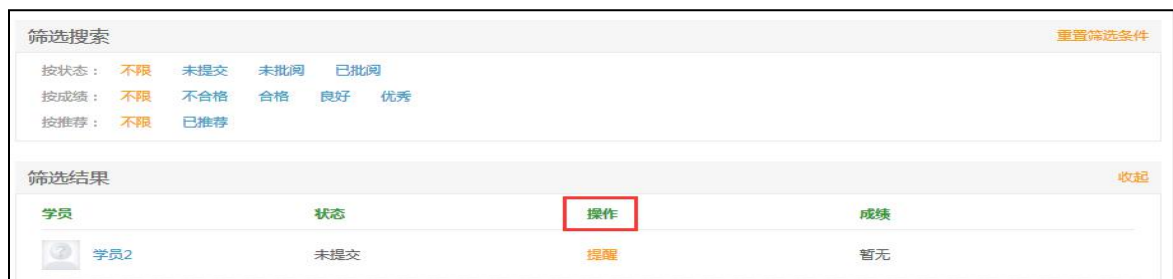 筛选搜索 重置筛选条件
按状态： 不限 未提交 未批阅 已批阅
按成绩： 不限 不合格 合格 良好 优秀
按推荐： 不限 已推荐
筛选结果 收起
学员 状态 操作 成绩
学员2 未提交 提醒 暂无